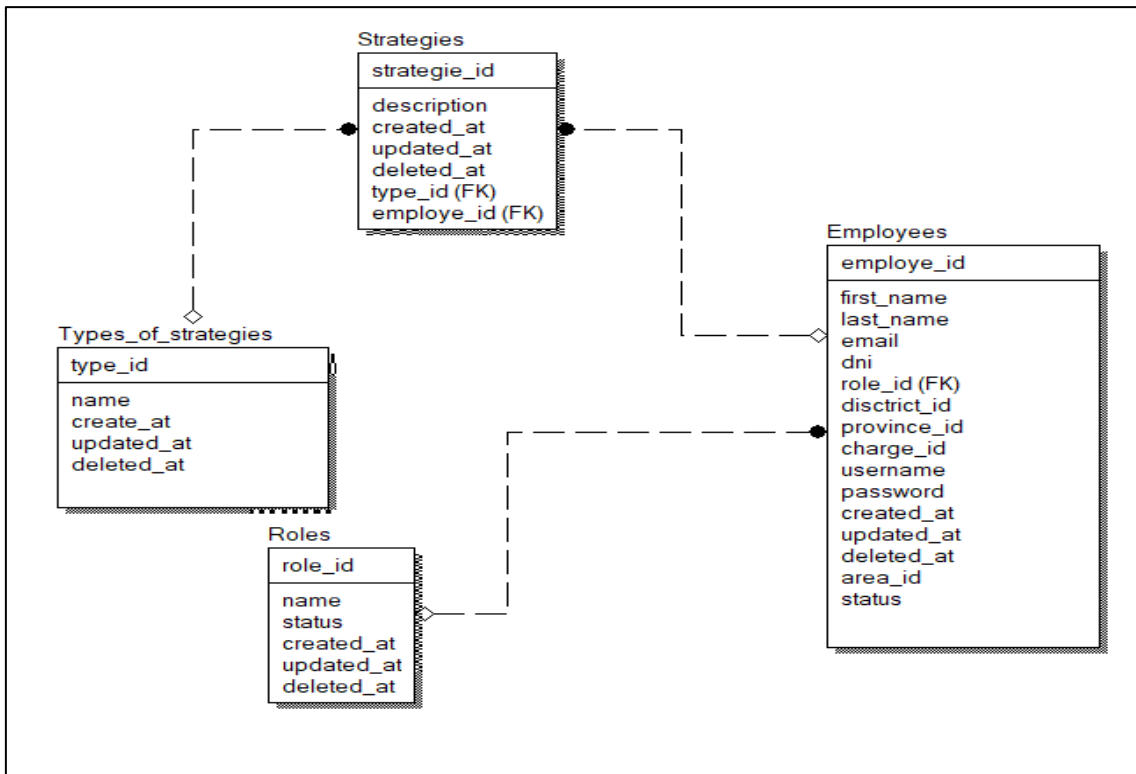 Strategies
strategie_id
description
created_at
updated_at
deleted_at
type_id (FK)
employe_id (FK)
Employees
employe_id
first_name
last_name
email
dni
role_id (FK)
disctrict_id
province_id
charge_id
username
password
created_at
updated_at
deleted_at
area_id
status
Types_of_strategies
type_id
name
create_at
updated_at
deleted_at
Roles
role_id
name
status
created_at
updated_at
deleted_at